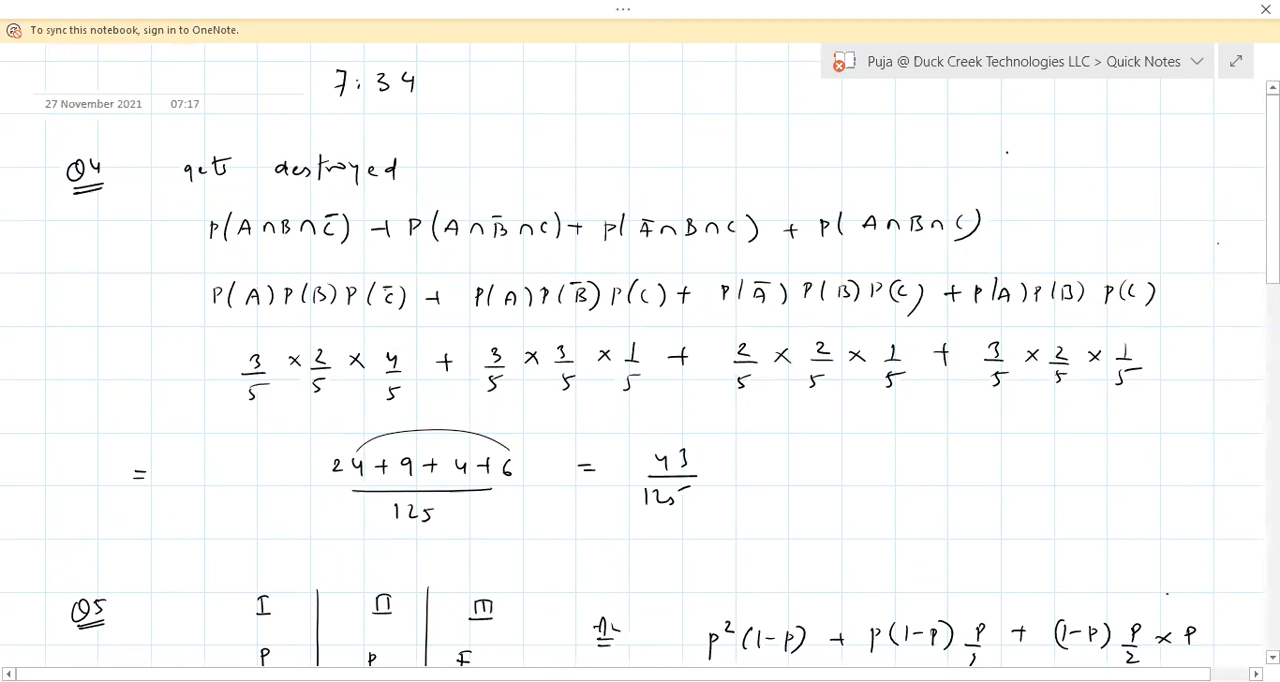 ...
To sync this notebook, sign in to OneNote.
Puja @ Duck Creek Technologies LLC > Quick Notes
7:34
27 November 2021 07:17
Q4 gets destroyed
P(A∩B∩C̄) + P(A∩B̄∩C) + P(Ā∩B∩C) + P(A∩B∩C)
P(A)P(B)P(C̄) + P(A)P(B̄)P(C) + P(Ā)P(B)P(C) + P(A)P(B)P(C)
3/5 × 2/5 × 4/5 + 3/5 × 3/5 × 1/5 + 2/5 × 2/5 × 1/5 + 3/5 × 2/5 × 1/5
= (24+9+4+6)/125 = 43/125
Q5 I II III
p²(1-p) + p(1-p) p/2 + (1-p) p/2 × p
P P F